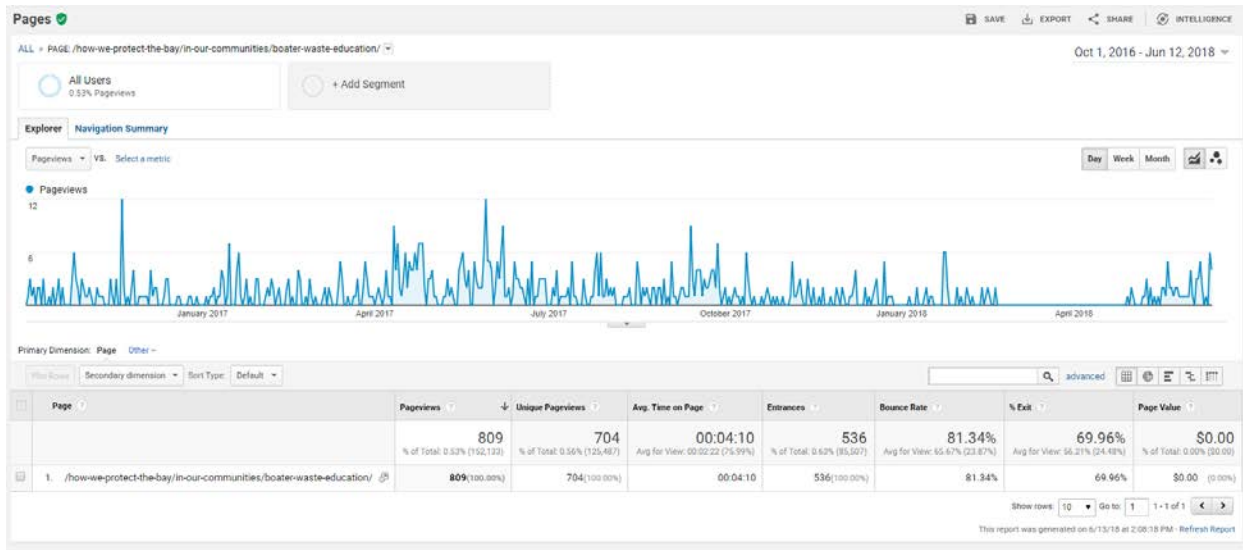 Pages
SAVE EXPORT SHARE INTELLIGENCE
ALL » PAGE: /how-we-protect-the-bay/in-our-communities/boater-waste-education/
Oct 1, 2016 - Jun 12, 2018
All Users
0.53% Pageviews
+ Add Segment
Explorer Navigation Summary
Pageviews VS. Select a metric
Day Week Month
Pageviews
12
6
January 2017 April 2017 July 2017 October 2017 January 2018 April 2018
Primary Dimension: Page Other
Plot Rows Secondary dimension Sort Type: Default advanced
Page Pageviews Unique Pageviews Avg. Time on Page Entrances Bounce Rate % Exit Page Value
809 704 00:04:10 536 81.34% 69.96% $0.00
% of Total: 0.53% (152,133) % of Total: 0.56% (125,487) Avg for View: 00:02:22 (75.99%) % of Total: 0.63% (85,507) Avg for View: 65.67% (23.87%) Avg for View: 56.21% (24.48%) % of Total: 0.00% ($0.00)
1. /how-we-protect-the-bay/in-our-communities/boater-waste-education/ 809(100.00%) 704(100.00%) 00:04:10 536(100.00%) 81.34% 69.96% $0.00 (0.00%)
Show rows: 10 Go to: 1 1 - 1 of 1
This report was generated on 6/13/18 at 2:08:18 PM - Refresh Report